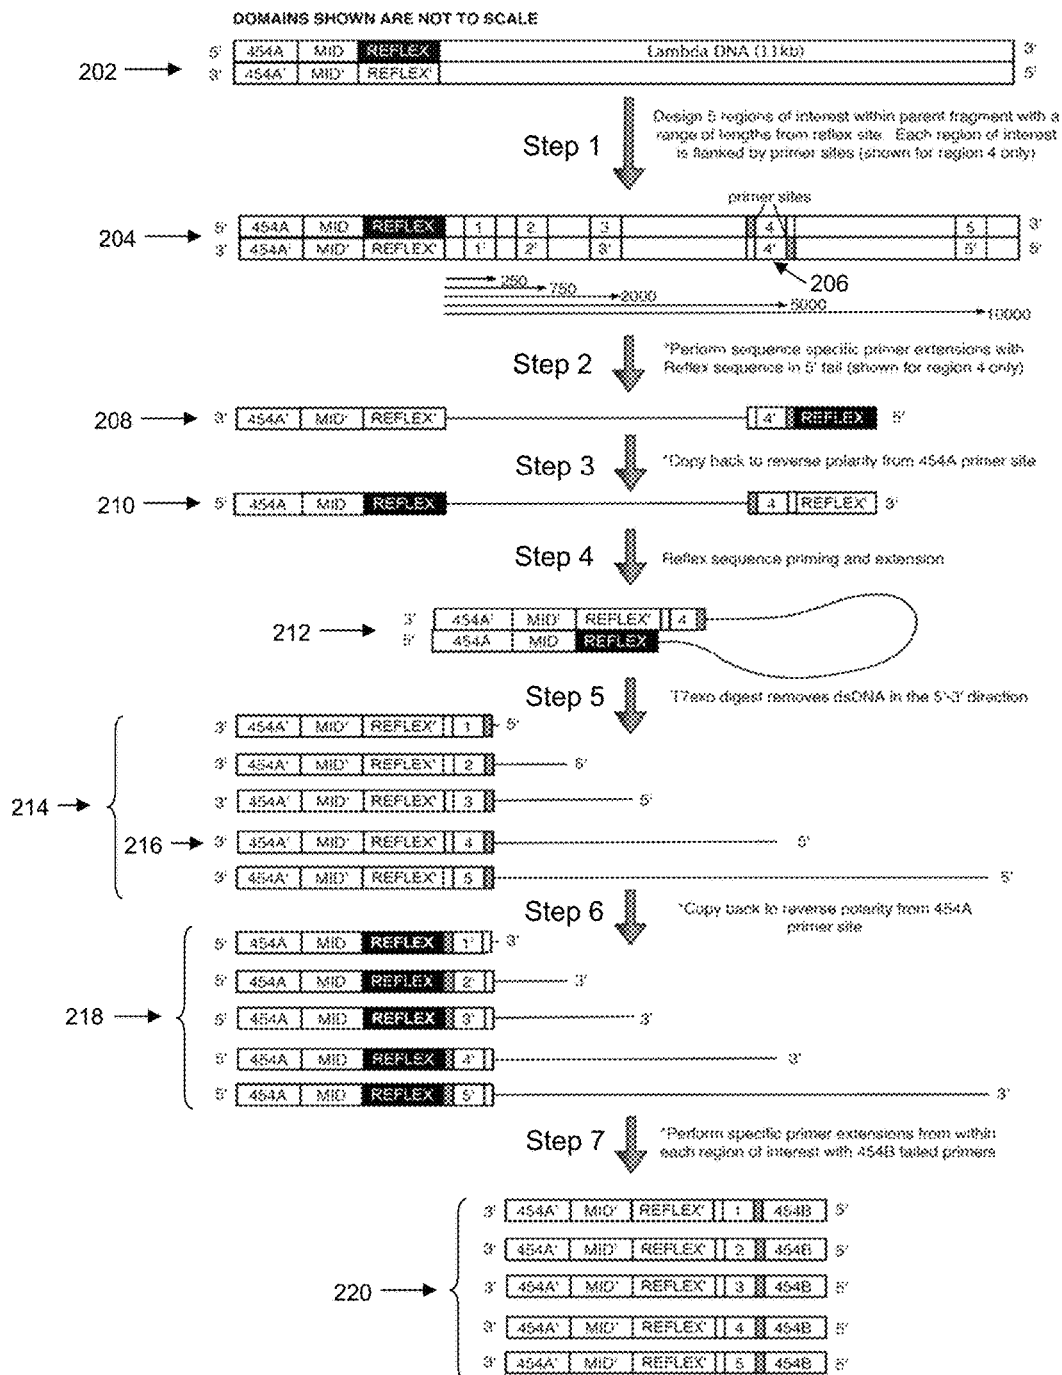 DOMAINS SHOWN ARE NOT TO SCALE
5' 454A MID REFLEX Lambda DNA (11kb) 3'
202
3' 454A' MID' REFLEX' 5'
Step 1
Design 5 regions of interest within parent fragment with a
range of lengths from reflex site. Each region of interest
is flanked by primer sites (shown for region 4 only)
primer sites
204
5' 454A MID REFLEX 1 2 3 4 5 3'
3' 454A' MID' REFLEX' 1' 2' 3' 4' 5' 5'
206
250
750
2000
5000
10000
Step 2
*Perform sequence specific primer extensions with
Reflex sequence in 5' tail (shown for region 4 only)
208 3' 454A' MID' REFLEX' 4' REFLEX 5'
Step 3
*Copy back to reverse polarity from 454A primer site
210 5' 454A MID REFLEX 4 REFLEX' 3'
Step 4
Reflex sequence priming and extension
212
3' 454A' MID' REFLEX' 4
5' 454A MID REFLEX
Step 5
T7exo digest removes dsDNA in the 5'-3' direction
214
3' 454A' MID' REFLEX' 1 5'
3' 454A' MID' REFLEX' 2 5'
3' 454A' MID' REFLEX' 3 5'
216 3' 454A' MID' REFLEX' 4 5'
3' 454A' MID' REFLEX' 5 5'
Step 6
*Copy back to reverse polarity from 454A
primer site
218
5' 454A MID REFLEX 1' 3'
5' 454A MID REFLEX 2' 3'
5' 454A MID REFLEX 3' 3'
5' 454A MID REFLEX 4' 3'
5' 454A MID REFLEX 5' 3'
Step 7
*Perform specific primer extensions from within
each region of interest with 454B tailed primers
220
3' 454A' MID' REFLEX' 1 454B 5'
3' 454A' MID' REFLEX' 2 454B 5'
3' 454A' MID' REFLEX' 3 454B 5'
3' 454A' MID' REFLEX' 4 454B 5'
3' 454A' MID' REFLEX' 5 454B 5'